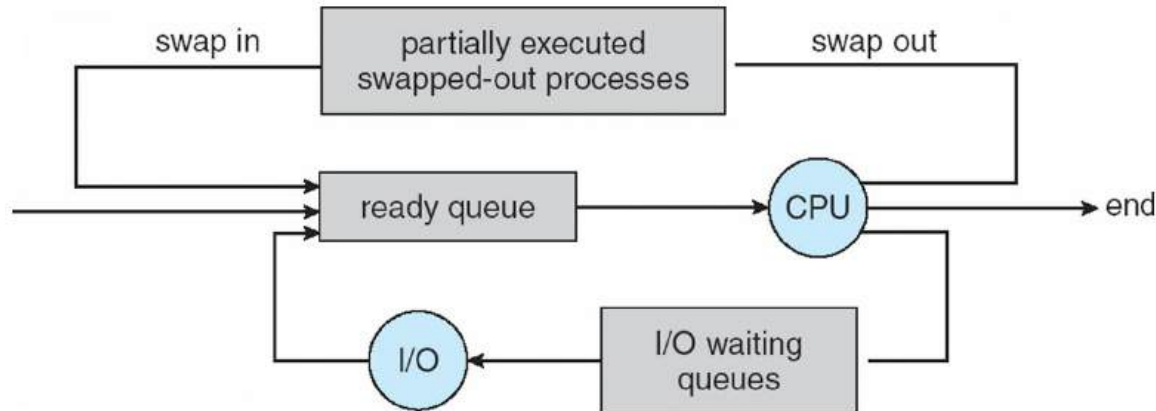 swap in
partially executed
swapped-out processes
swap out
ready queue
CPU
end
I/O
I/O waiting
queues